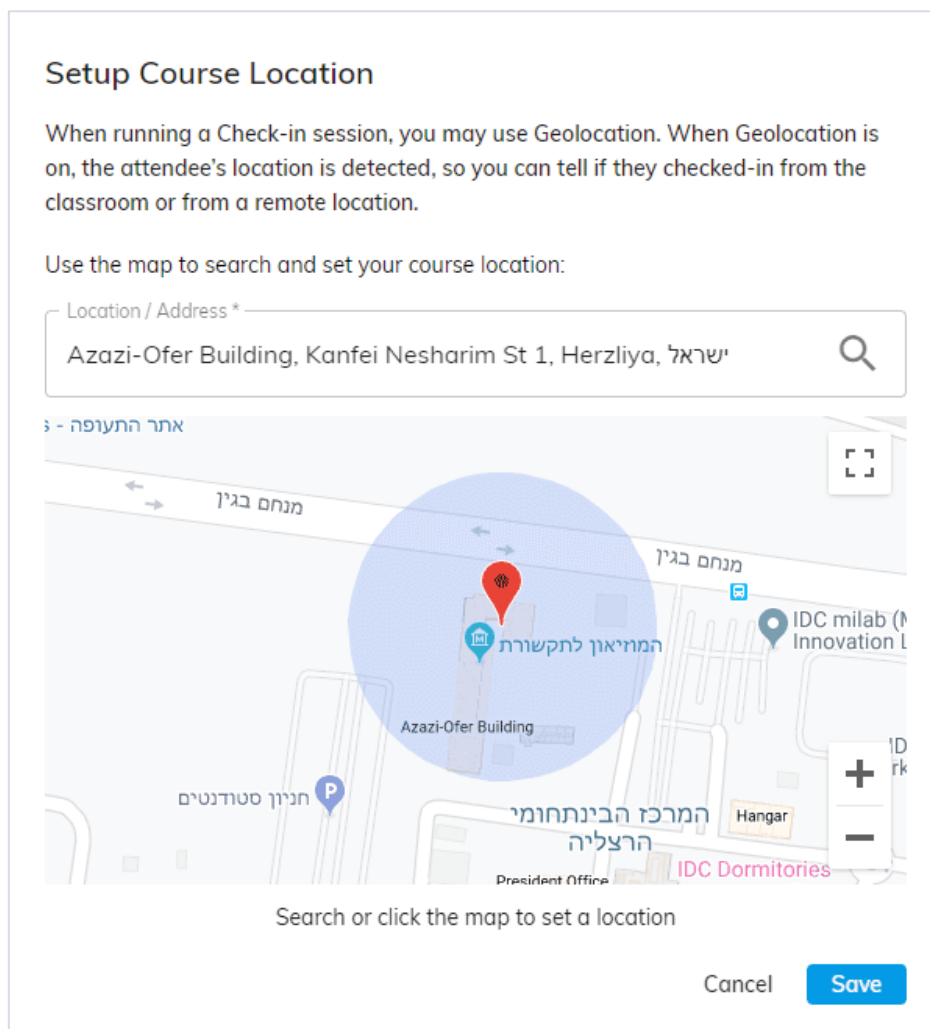 Setup Course Location
When running a Check-in session, you may use Geolocation. When Geolocation is
on, the attendee's location is detected, so you can tell if they checked-in from the
classroom or from a remote location.
Use the map to search and set your course location:
Location / Address *
Azazi-Ofer Building, Kanfei Nesharim St 1, Herzliya, ישראל
אתר התעופה - s
מנחם בגין
מנחם בגין
IDC milab (
Innovation L
המוזיאון לתקשורת
Azazi-Ofer Building
חניון סטודנטים
P
המרכז הבינתחומי
הרצליה
Hangar
IDC Dormitories
President Office
Search or click the map to set a location
Cancel
Save